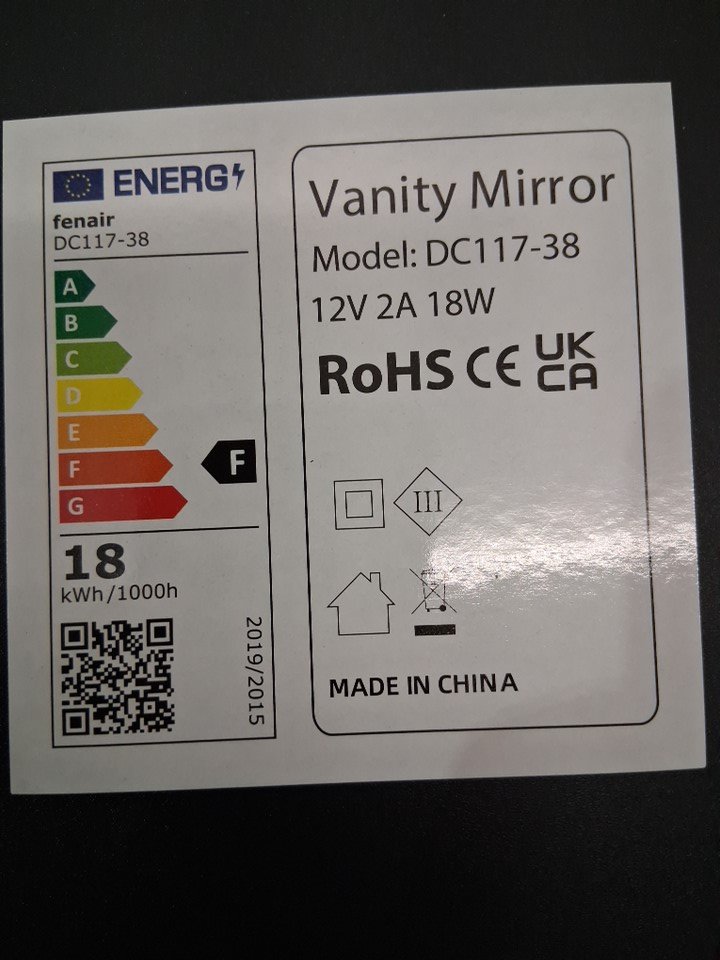 ENERG
fenair
DC117-38
A
B
C
D
E
F
G
F
18
kWh/1000h
2019/2015
Vanity Mirror
Model: DC117-38
12V 2A 18W
RoHS CE UK
CA
III
MADE IN CHINA